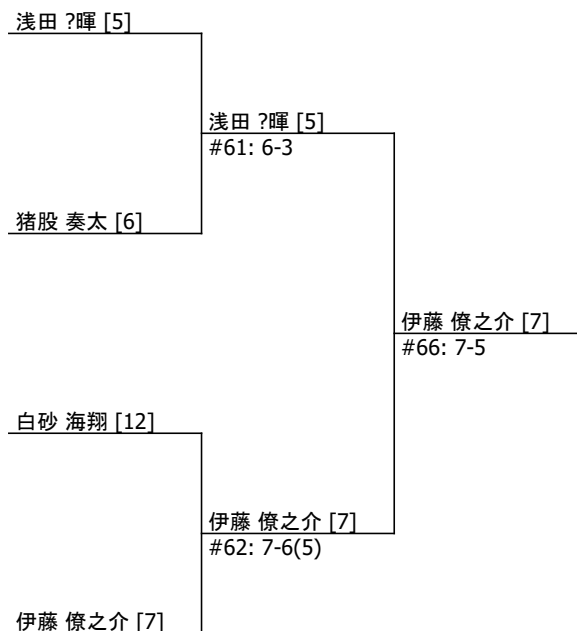 浅田 ?暉 [5]
浅田 ?暉 [5]
#61: 6-3
猪股 奏太 [6]
伊藤 僚之介 [7]
#66: 7-5
白砂 海翔 [12]
伊藤 僚之介 [7]
#62: 7-6(5)
伊藤 僚之介 [7]